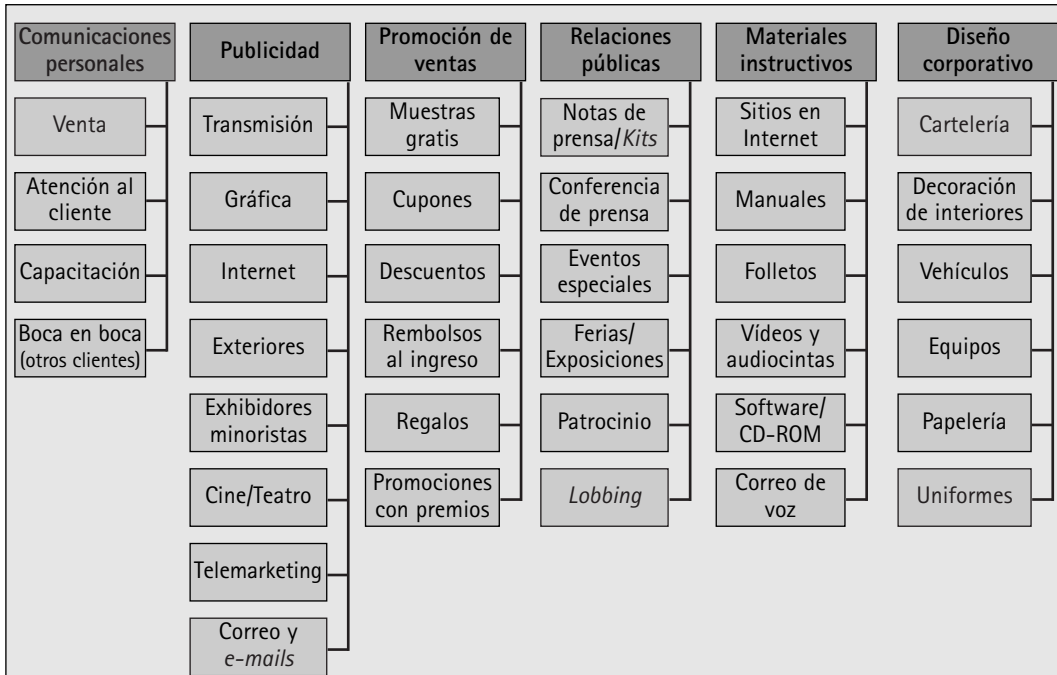 Comunicaciones
personales
Venta
Atención al
cliente
Capacitación
Boca en boca
(otros clientes)
Publicidad
Transmisión
Gráfica
Internet
Exteriores
Exhibidores
minoristas
Cine/Teatro
Telemarketing
Correo y
e-mails
Promoción de
ventas
Muestras
gratis
Cupones
Descuentos
Rembolsos
al ingreso
Regalos
Promociones
con premios
Relaciones
públicas
Notas de
prensa/Kits
Conferencia
de prensa
Eventos
especiales
Ferias/
Exposiciones
Patrocinio
Lobbing
Materiales
instructivos
Sitios en
Internet
Manuales
Folletos
Vídeos y
audiocintas
Software/
CD-ROM
Correo de
voz
Diseño
corporativo
Cartelería
Decoración
de interiores
Vehículos
Equipos
Papelería
Uniformes